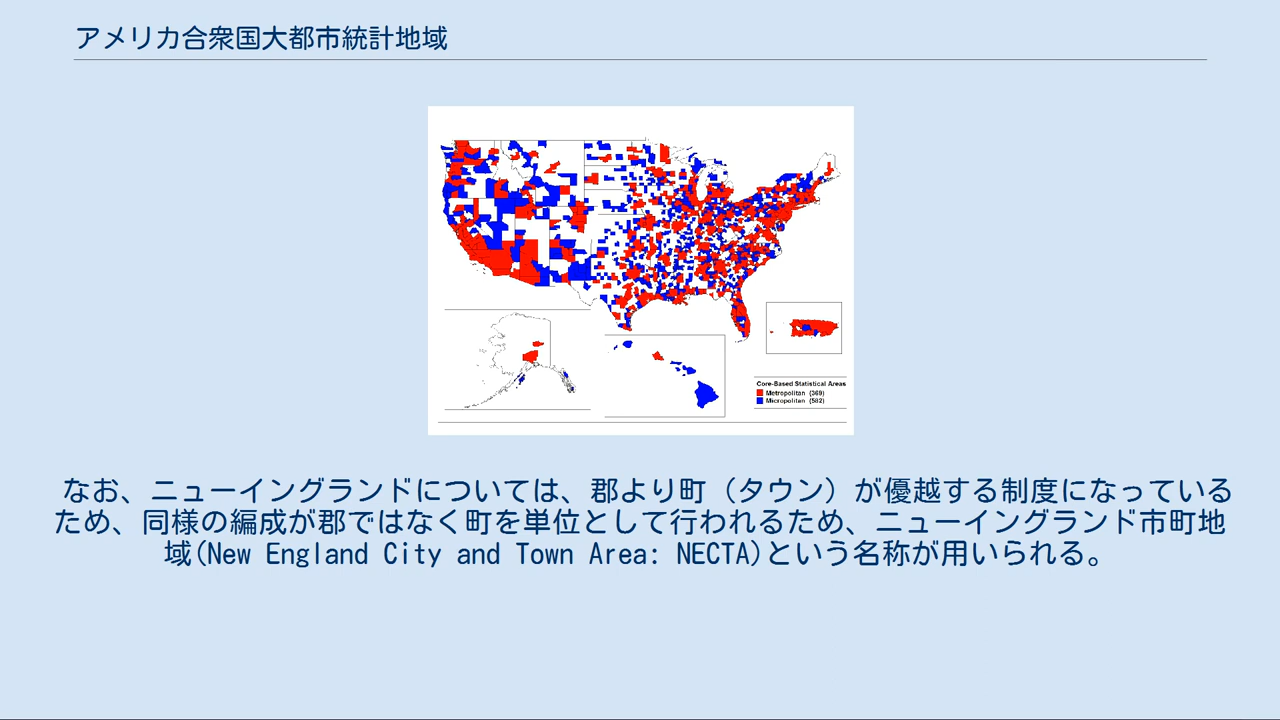 アメリカ合衆国大都市統計地域
Core-Based Statistical Areas
Metropolitan (369)
Micropolitan (582)
なお、ニューイングランドについては、郡より町（タウン）が優越する制度になっている
ため、同様の編成が郡ではなく町を単位として行われるため、ニューイングランド市町地
域(New England City and Town Area: NECTA)という名称が用いられる。